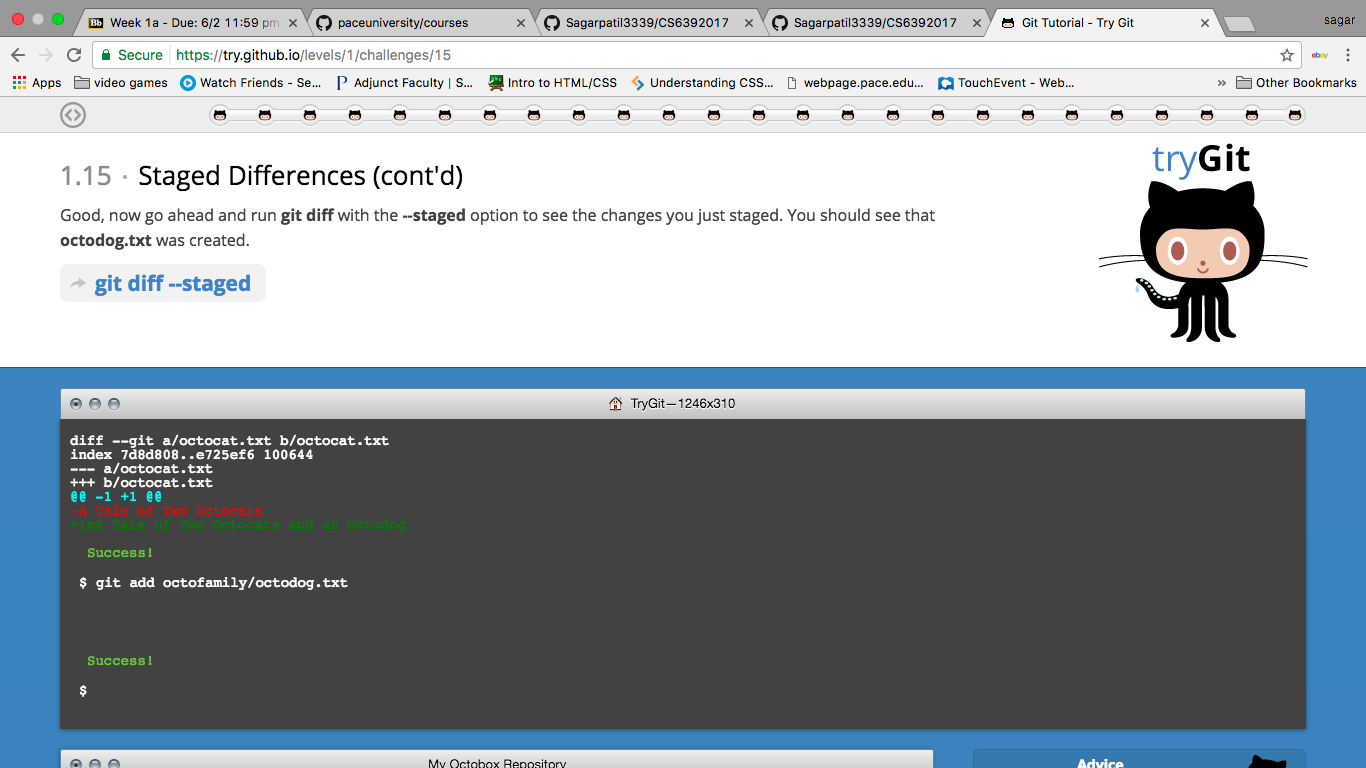 Week 1a - Due: 6/2 11:59 pm
paceuniversity/courses
Sagarpatil3339/CS6392017
Sagarpatil3339/CS6392017
Git Tutorial - Try Git
sagar
Secure https://try.github.io/levels/1/challenges/15
ebay
Apps video games Watch Friends - Se... P Adjunct Faculty | S... Intro to HTML/CSS Understanding CSS... webpage.pace.edu... TouchEvent - Web... » Other Bookmarks
1.15 · Staged Differences (cont'd)
tryGit
Good, now go ahead and run git diff with the --staged option to see the changes you just staged. You should see that
octodog.txt was created.
git diff --staged
TryGit—1246x310
diff --git a/octocat.txt b/octocat.txt
index 7d8d808..e725ef6 100644
--- a/octocat.txt
+++ b/octocat.txt
@@ -1 +1 @@
-A Tale of Two Octocats
+[mA Tale of Two Octocats and an Octodog
Success!
$ git add octofamily/octodog.txt
Success!
$
My Octobox Repository
Advice